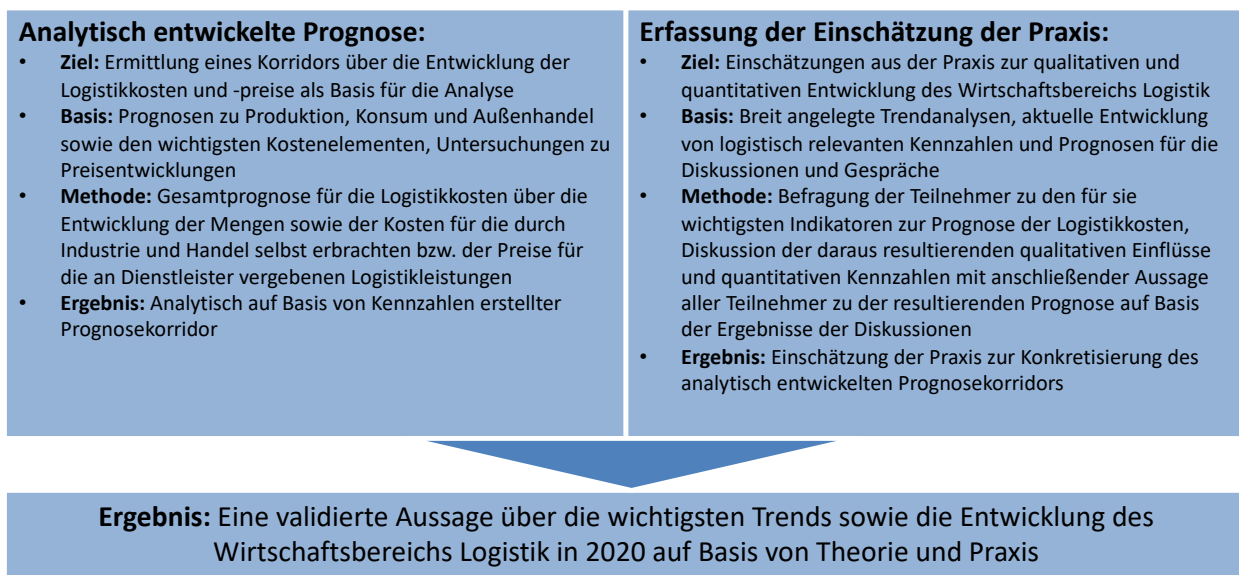 Analytisch entwickelte Prognose:
• Ziel: Ermittlung eines Korridors über die Entwicklung der
Logistikkosten und -preise als Basis für die Analyse
• Basis: Prognosen zu Produktion, Konsum und Außenhandel
sowie den wichtigsten Kostenelementen, Untersuchungen zu
Preisentwicklungen
• Methode: Gesamtprognose für die Logistikkosten über die
Entwicklung der Mengen sowie der Kosten für die durch
Industrie und Handel selbst erbrachten bzw. der Preise für
die an Dienstleister vergebenen Logistikleistungen
• Ergebnis: Analytisch auf Basis von Kennzahlen erstellter
Prognosekorridor
Erfassung der Einschätzung der Praxis:
• Ziel: Einschätzungen aus der Praxis zur qualitativen und
quantitativen Entwicklung des Wirtschaftsbereichs Logistik
• Basis: Breit angelegte Trendanalysen, aktuelle Entwicklung
von logistisch relevanten Kennzahlen und Prognosen für die
Diskussionen und Gespräche
• Methode: Befragung der Teilnehmer zu den für sie
wichtigsten Indikatoren zur Prognose der Logistikkosten,
Diskussion der daraus resultierenden qualitativen Einflüsse
und quantitativen Kennzahlen mit anschließender Aussage
aller Teilnehmer zu der resultierenden Prognose auf Basis
der Ergebnisse der Diskussionen
• Ergebnis: Einschätzung der Praxis zur Konkretisierung des
analytisch entwickelten Prognosekorridors
Ergebnis: Eine validierte Aussage über die wichtigsten Trends sowie die Entwicklung des
Wirtschaftsbereichs Logistik in 2020 auf Basis von Theorie und Praxis